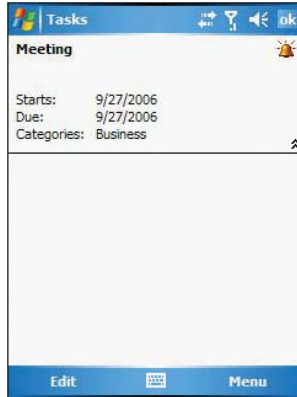 Tasks ok
Meeting
Starts: 9/27/2006
Due: 9/27/2006
Categories: Business
Edit Menu